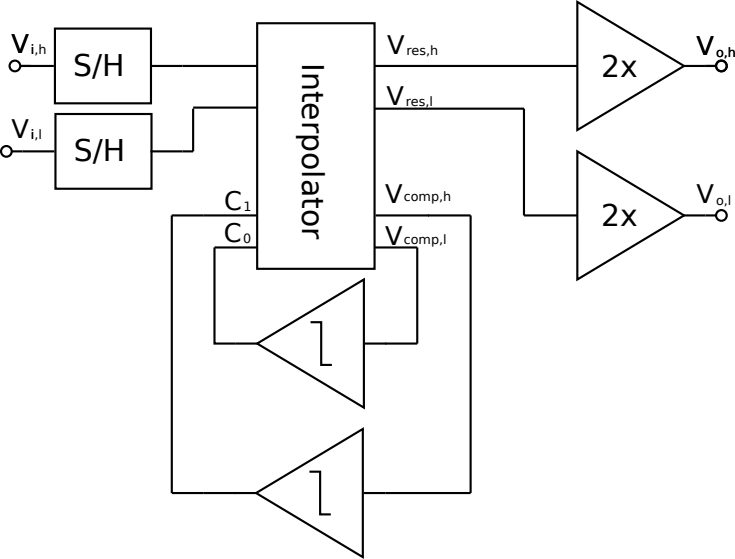 Vi,h
S/H
Vres,h
2x
Vo,h
Vi,l
S/H
Vres,l
Interpolator
C1
Vcomp,h
2x
Vo,l
C0
Vcomp,l